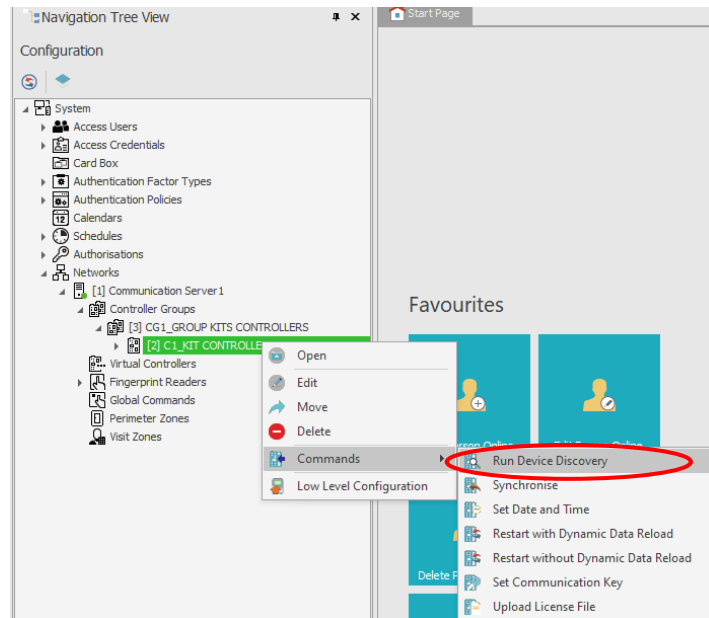 Navigation Tree View
Start Page
Configuration
System
Access Users
Access Credentials
Card Box
Authentication Factor Types
Authentication Policies
12 Calendars
Schedules
Authorisations
Networks
[1] Communication Server1
Controller Groups
[3] CG1_GROUP KITS CONTROLLERS
[2] C1_KIT CONTROLLE
Virtual Controllers
Fingerprint Readers
Global Commands
Perimeter Zones
Visit Zones
Favourites
Open
Edit
Move
Delete
Commands
Low Level Configuration
Online
Run Device Discovery
Synchronise
Set Date and Time
Restart with Dynamic Data Reload
Restart without Dynamic Data Reload
Delete
Set Communication Key
Upload License File